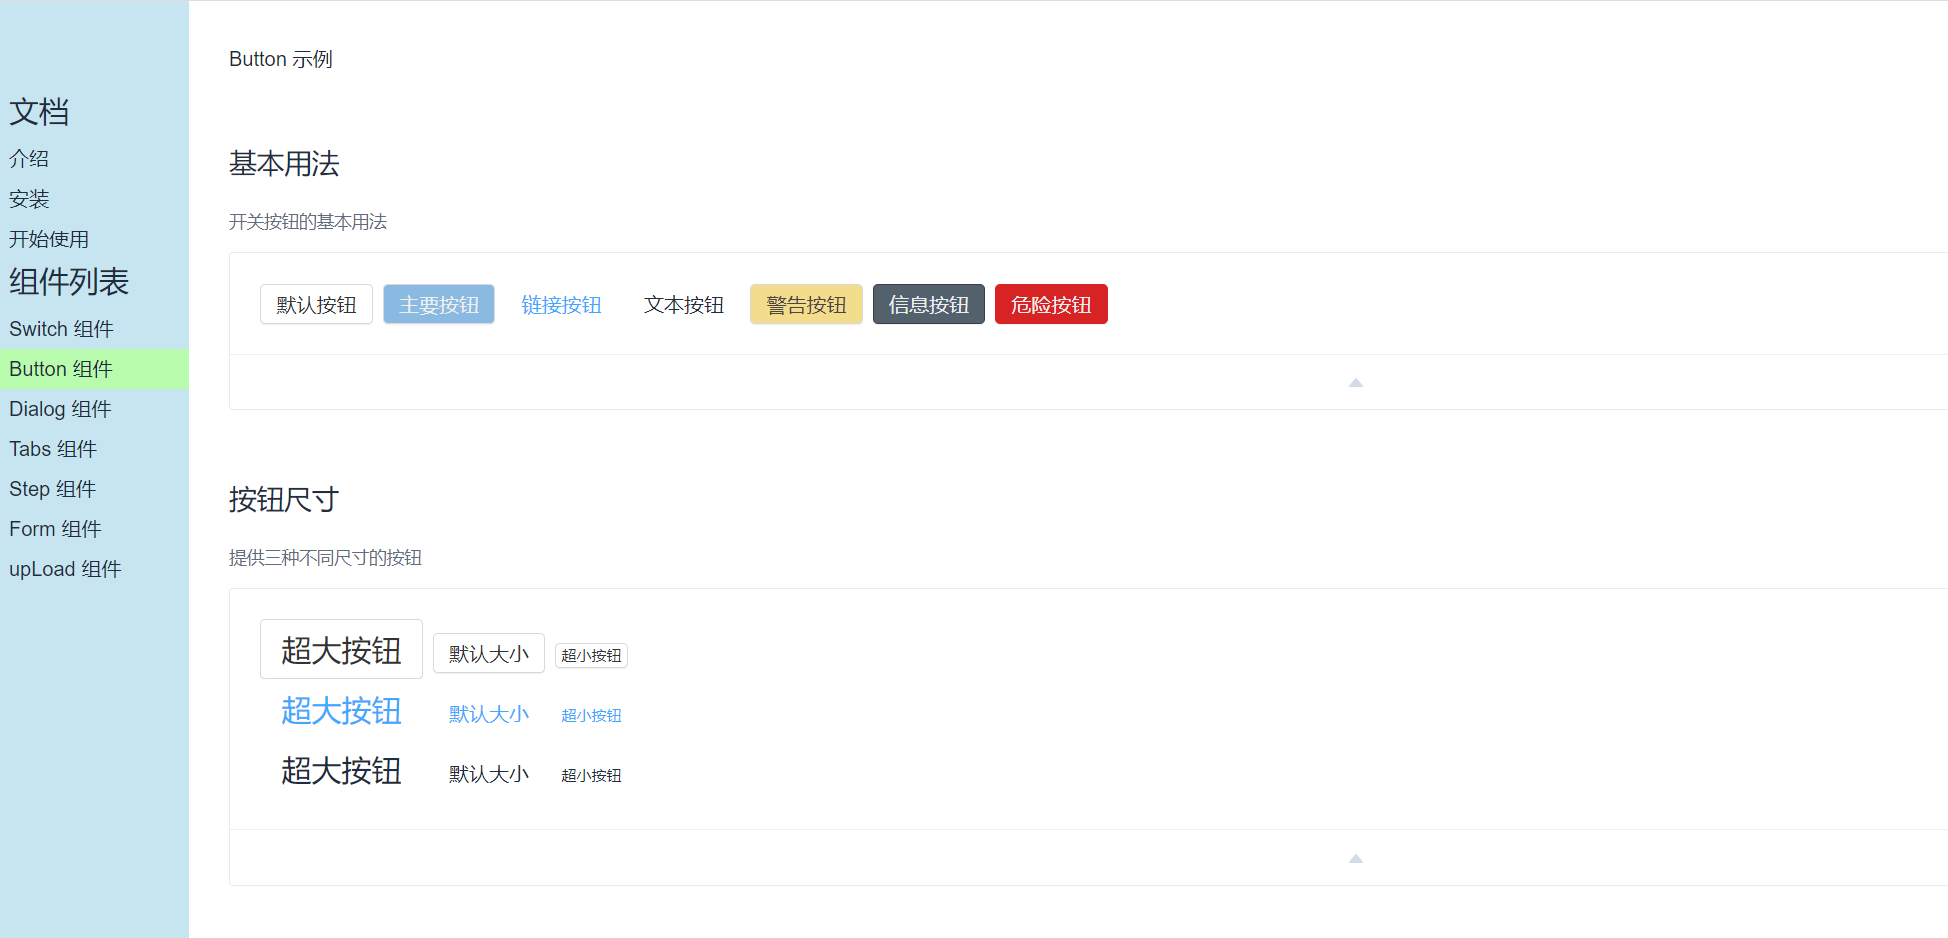 文档
介绍
安装
开始使用
组件列表
Switch 组件
Button 组件
Dialog 组件
Tabs 组件
Step 组件
Form 组件
upLoad 组件
Button 示例
基本用法
开关按钮的基本用法
默认按钮 主要按钮 链接按钮 文本按钮 警告按钮 信息按钮 危险按钮
按钮尺寸
提供三种不同尺寸的按钮
超大按钮 默认大小 超小按钮
超大按钮 默认大小 超小按钮
超大按钮 默认大小 超小按钮